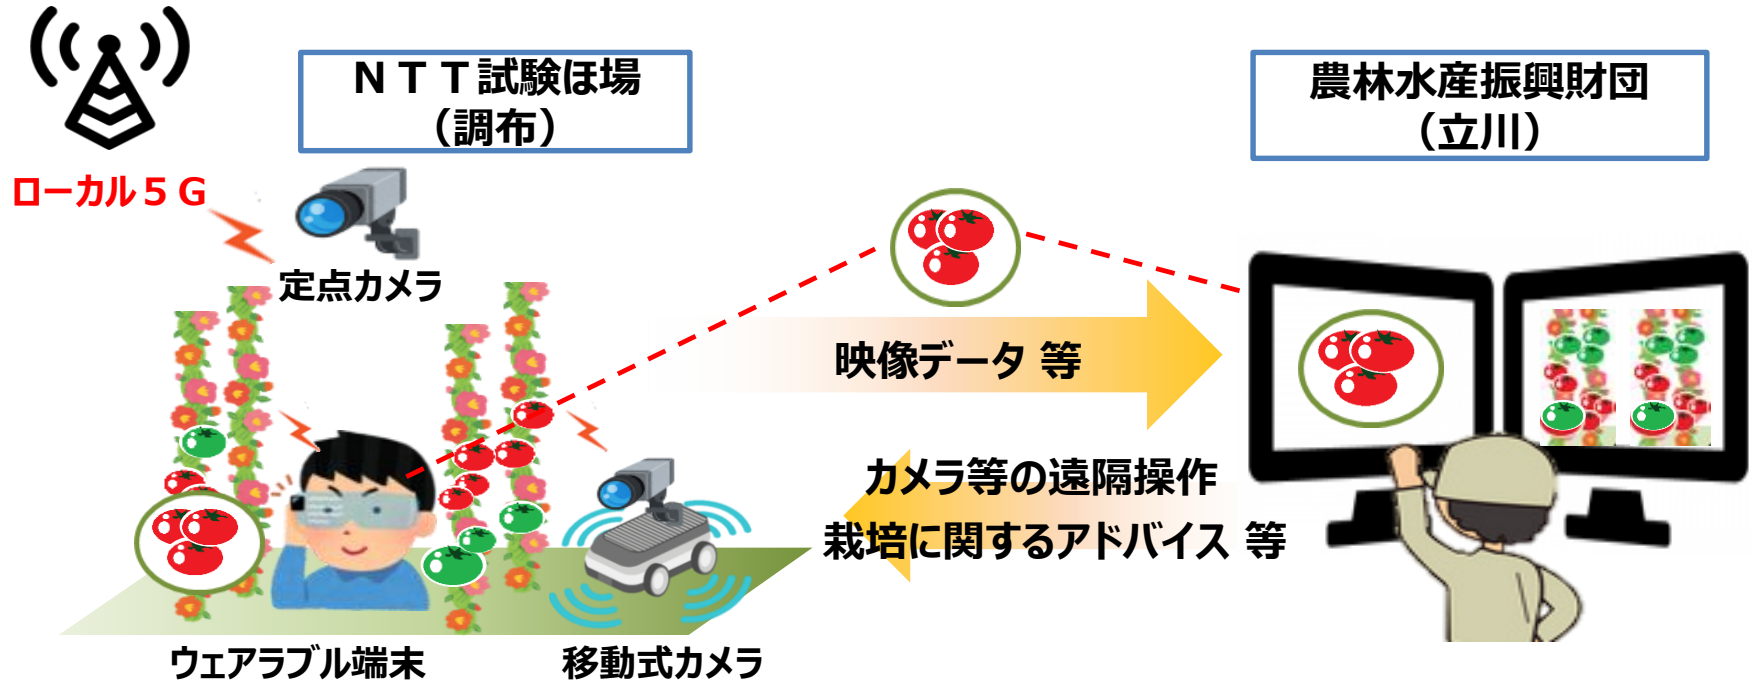 ＮＴＴ試験ほ場
（調布）
農林水産振興財団
（立川）
ローカル５Ｇ
定点カメラ
映像データ 等
カメラ等の遠隔操作
栽培に関するアドバイス 等
ウェアラブル端末
移動式カメラ